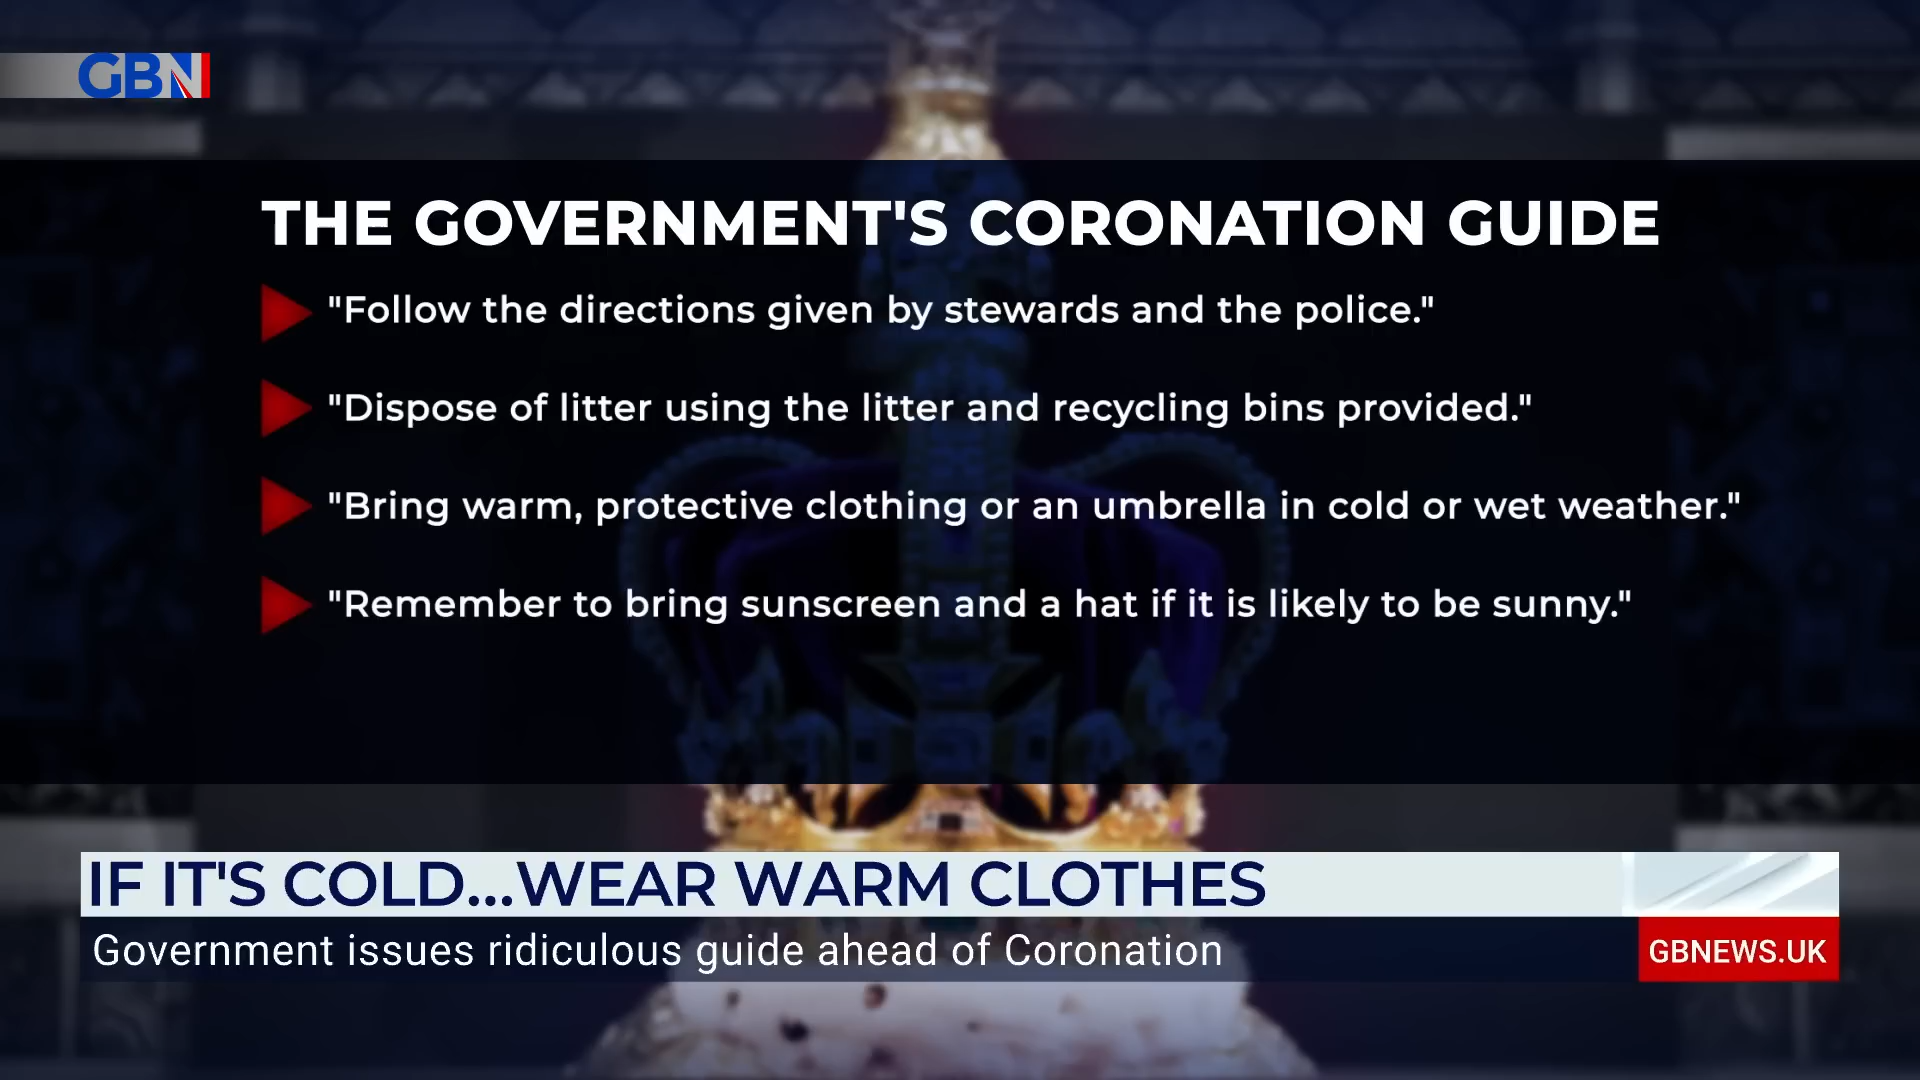 GBN
THE GOVERNMENT'S CORONATION GUIDE
"Follow the directions given by stewards and the police."
"Dispose of litter using the litter and recycling bins provided."
"Bring warm, protective clothing or an umbrella in cold or wet weather."
"Remember to bring sunscreen and a hat if it is likely to be sunny."
IF IT'S COLD...WEAR WARM CLOTHES
Government issues ridiculous guide ahead of Coronation
GBNEWS.UK